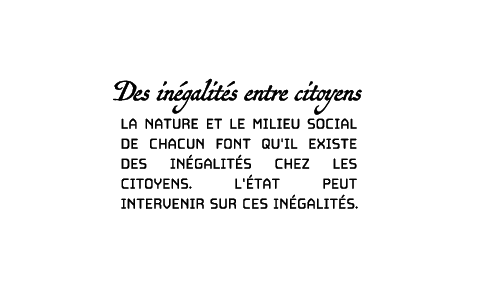 Des inégalités entre citoyens
LA NATURE ET LE MILIEU SOCIAL
DE CHACUN FONT QU'IL EXISTE
DES INÉGALITÉS CHEZ LES
CITOYENS. L'ÉTAT PEUT
INTERVENIR SUR CES INÉGALITÉS.